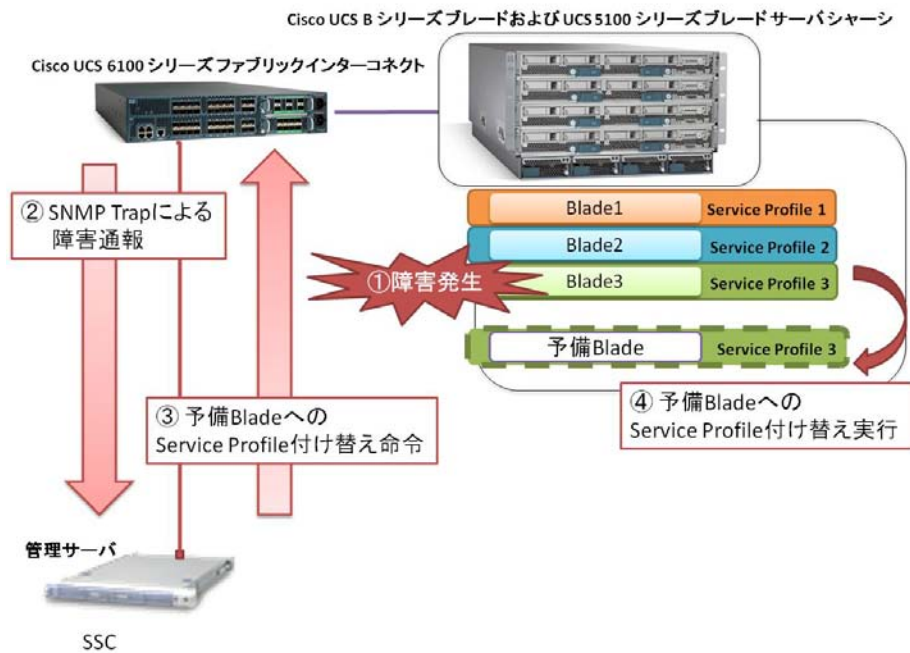 Cisco UCS B シリーズ ブレードおよび UCS 5100 シリーズ ブレード サーバ シャーシ
Cisco UCS 6100 シリーズ ファブリック インターコネクト
② SNMP Trapによる
障害通報
①障害発生
Blade1 Service Profile 1
Blade2 Service Profile 2
Blade3 Service Profile 3
予備Blade Service Profile 3
③ 予備Bladeへの
Service Profile付け替え命令
④ 予備Bladeへの
Service Profile付け替え実行
管理サーバ
SSC